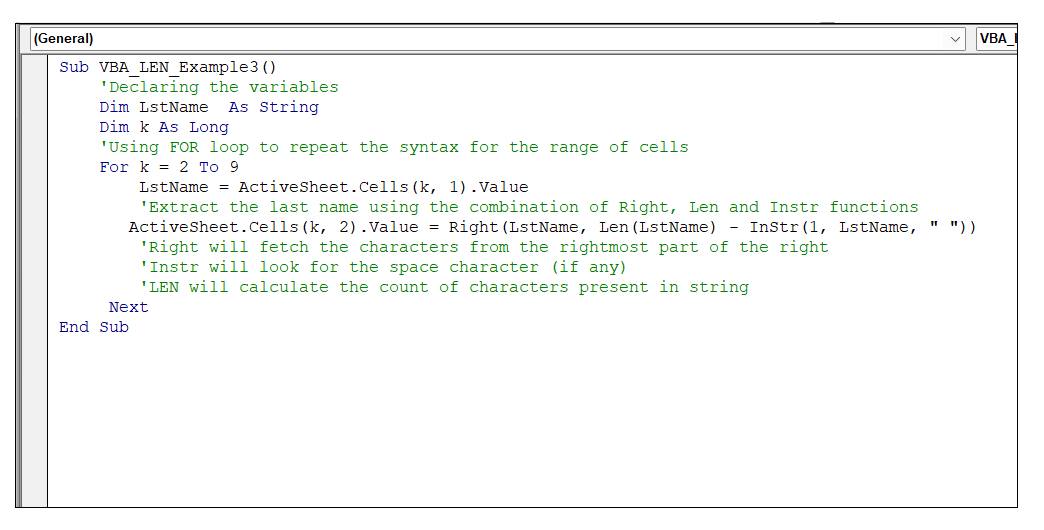 (General)
VBA_
Sub VBA_LEN_Example3()
'Declaring the variables
Dim LstName  As String
Dim k As Long
'Using FOR loop to repeat the syntax for the range of cells
For k = 2 To 9
LstName = ActiveSheet.Cells(k, 1).Value
'Extract the last name using the combination of Right, Len and Instr functions
ActiveSheet.Cells(k, 2).Value = Right(LstName, Len(LstName) - InStr(1, LstName, " "))
'Right will fetch the characters from the rightmost part of the right
'Instr will look for the space character (if any)
'LEN will calculate the count of characters present in string
Next
End Sub